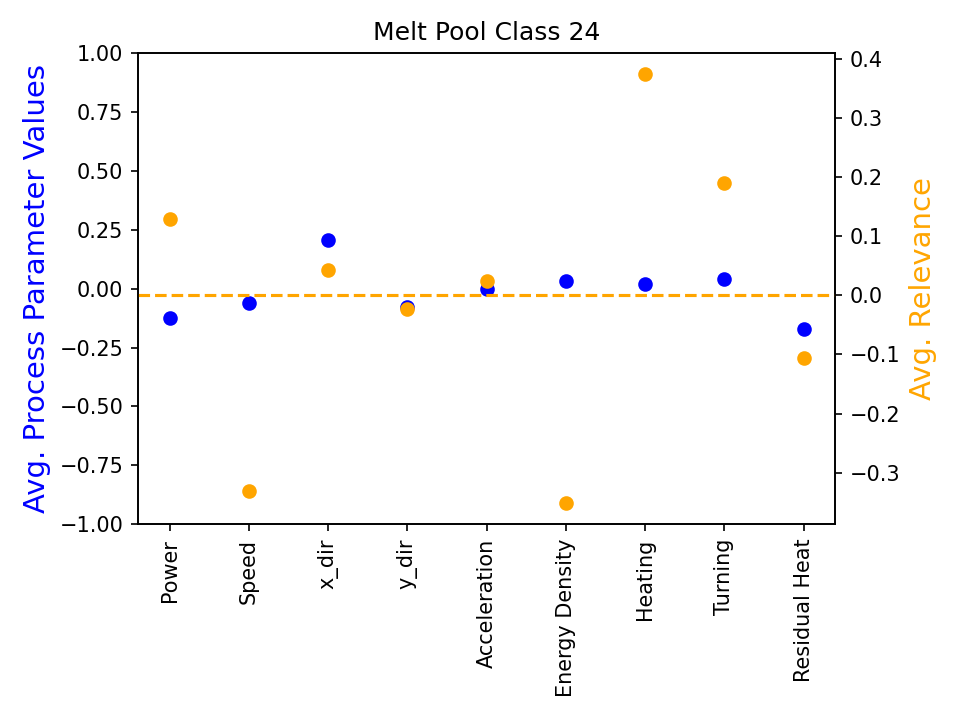 Melt Pool Class 24
Avg. Process Parameter Values
1.00
0.75
0.50
0.25
0.00
−0.25
−0.50
−0.75
−1.00
0.4
0.3
0.2
0.1
0.0
−0.1
−0.2
−0.3
Avg. Relevance
Power
Speed
x_dir
y_dir
Acceleration
Energy Density
Heating
Turning
Residual Heat